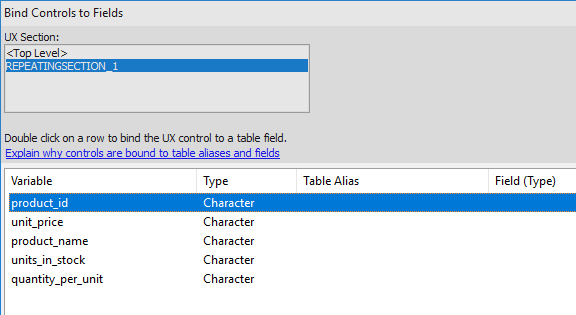 Bind Controls to Fields
UX Section:
<Top Level>
REPEATINGSECTION_1
Double click on a row to bind the UX control to a table field.
Explain why controls are bound to table aliases and fields
Variable Type Table Alias Field (Type)
product_id Character
unit_price Character
product_name Character
units_in_stock Character
quantity_per_unit Character